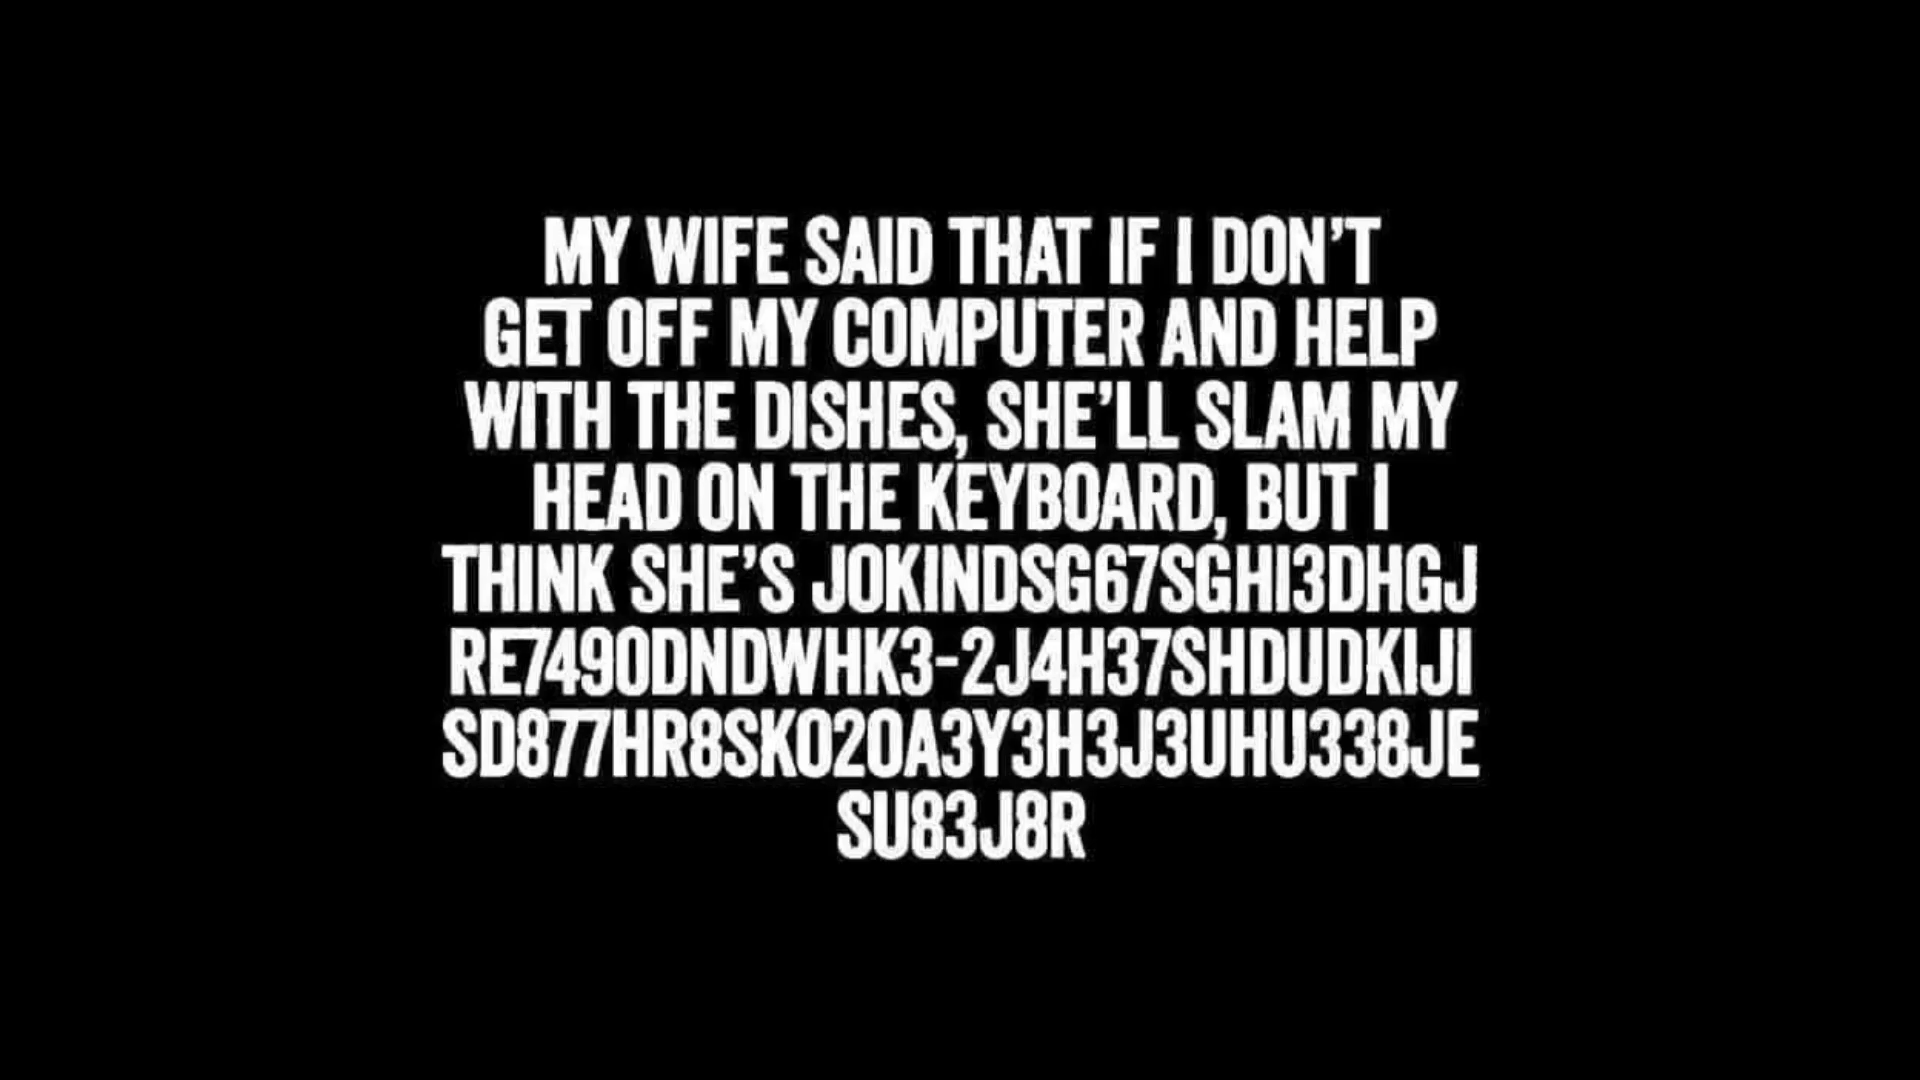 MY WIFE SAID THAT IF I DON'T
GET OFF MY COMPUTER AND HELP
WITH THE DISHES, SHE'LL SLAM MY
HEAD ON THE KEYBOARD, BUT I
THINK SHE'S JOKINDSG67SGHI3DHGJ
RE7490DNDWHK3-2J4H37SHDUDKIJI
SD877HR8SKO20A3Y3H3J3UHU338JE
SU83J8R